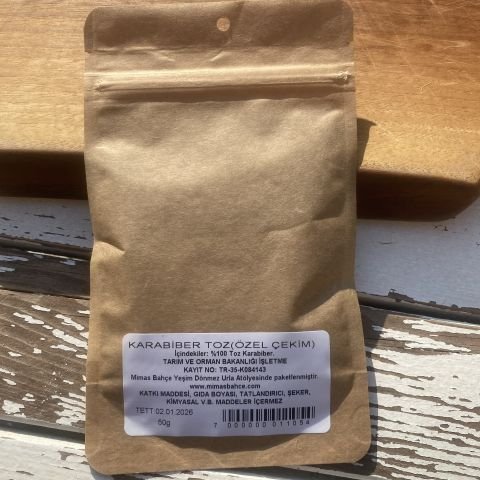 KARABİBER TOZ(ÖZEL ÇEKİM)
İçindekiler: %100 Toz Karabiber.
TARIM VE ORMAN BAKANLIĞI İŞLETME
KAYIT NO: TR-35-K084143
Mimas Bahçe Yeşim Dönmez Urla Atölyesinde paketlenmiştir.
www.mimasbahce.com
KATKI MADDESİ, GIDA BOYASI, TATLANDIRICI, ŞEKER,
KİMYASAL V.B. MADDELER İÇERMEZ
TETT:02.01.2026
50g
7 000000 011054